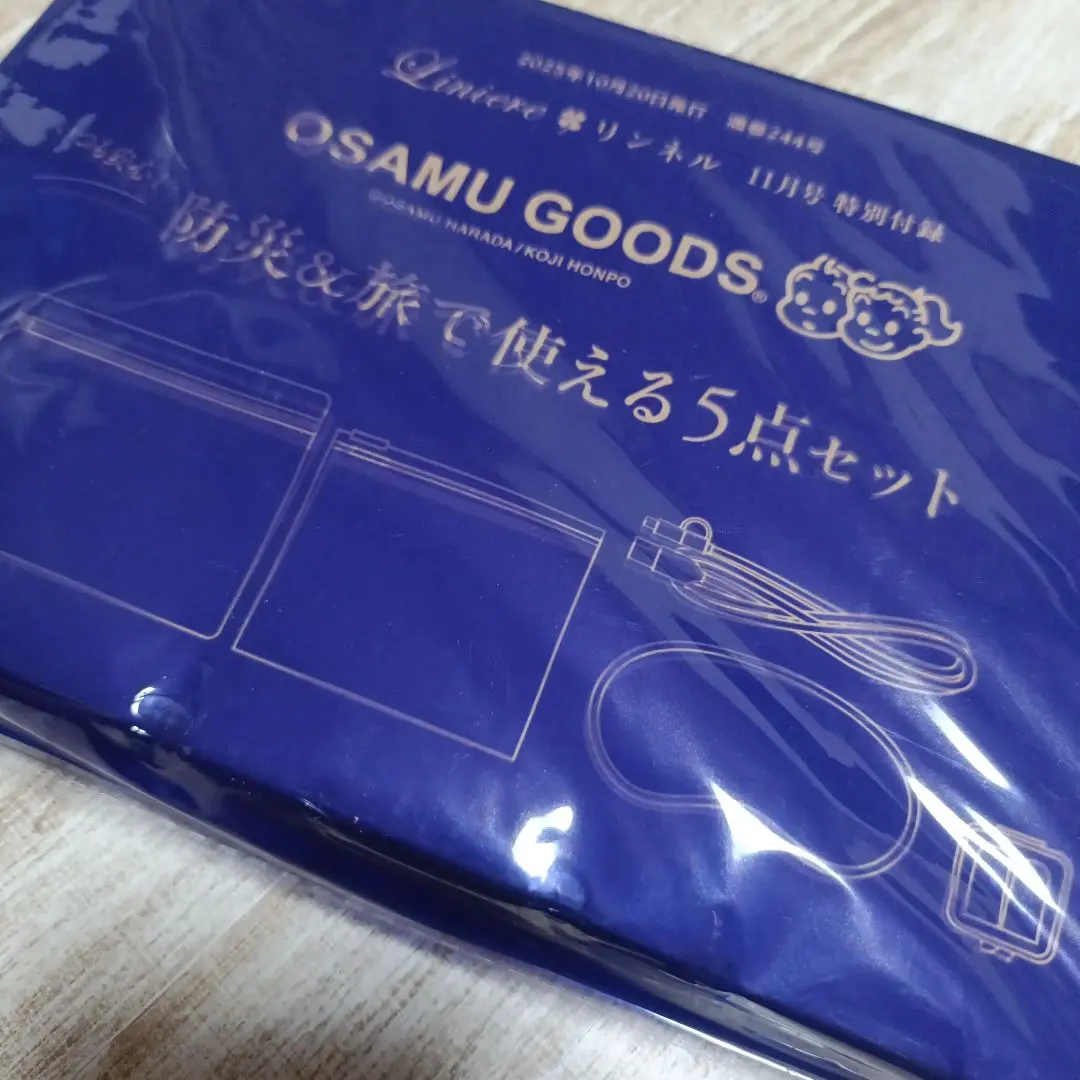 2025年10月20日発行 通巻244号
Liniere リンネル 11月号 特別付録
OSAMU GOODS®
©OSAMU HARADA/KOJI HONPO
防災&旅で使える5点セット